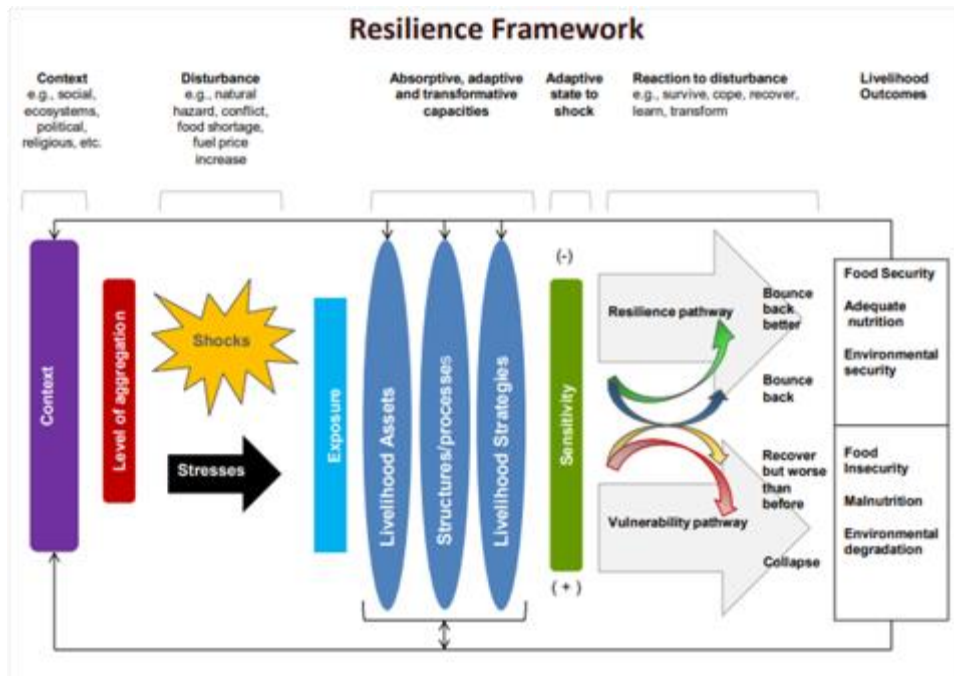 Resilience Framework
Context
e.g., social,
ecosystems,
political,
religious, etc.
Disturbance
e.g., natural
hazard, conflict,
food shortage,
fuel price
increase
Absorptive, adaptive
and transformative
capacities
Adaptive
state to
shock
Reaction to disturbance
e.g., survive, cope, recover,
learn, transform
Livelihood
Outcomes
Context
Level of aggregation
Shocks
Stresses
Exposure
Livelihood Assets
Structures/processes
Livelihood Strategies
(-)
Sensitivity
(+)
Resilience pathway
Bounce
back
better
Bounce
back
Recover
but worse
than
before
Vulnerability pathway
Collapse
Food Security
Adequate
nutrition
Environmental
security
Food
Insecurity
Malnutrition
Environmental
degradation